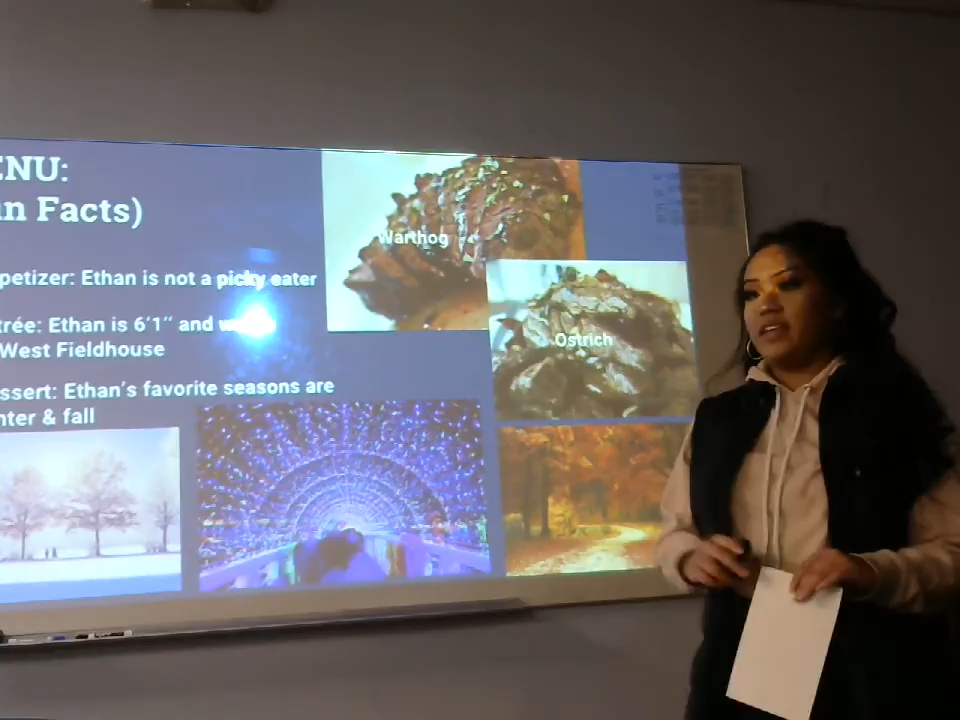 ENU:
un Facts)
petizer: Ethan is not a picky eater
trée: Ethan is 6'1" and
West Fieldhouse
ssert: Ethan's favorite seasons are
nter & fall
Warthog
Ostrich